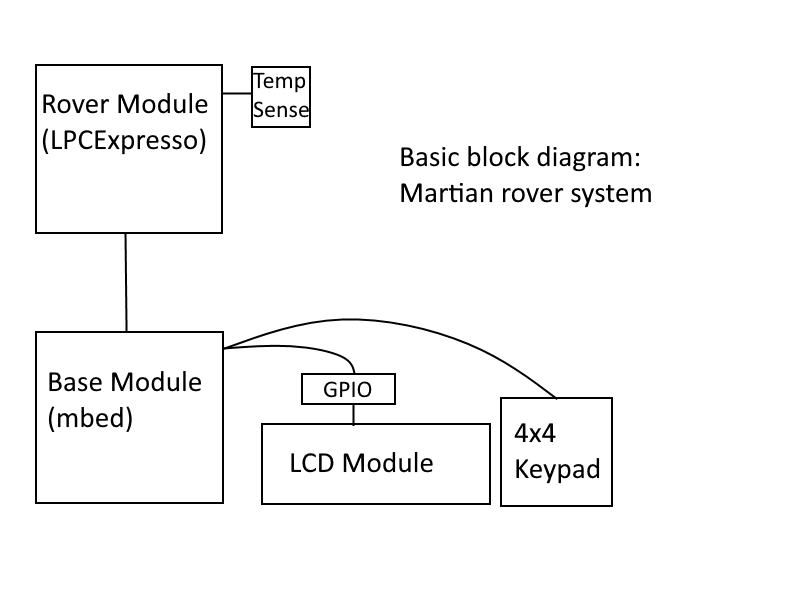 Rover Module
(LPCExpresso)
Temp
Sense
Basic block diagram:
Martian rover system
Base Module
(mbed)
GPIO
LCD Module
4x4
Keypad